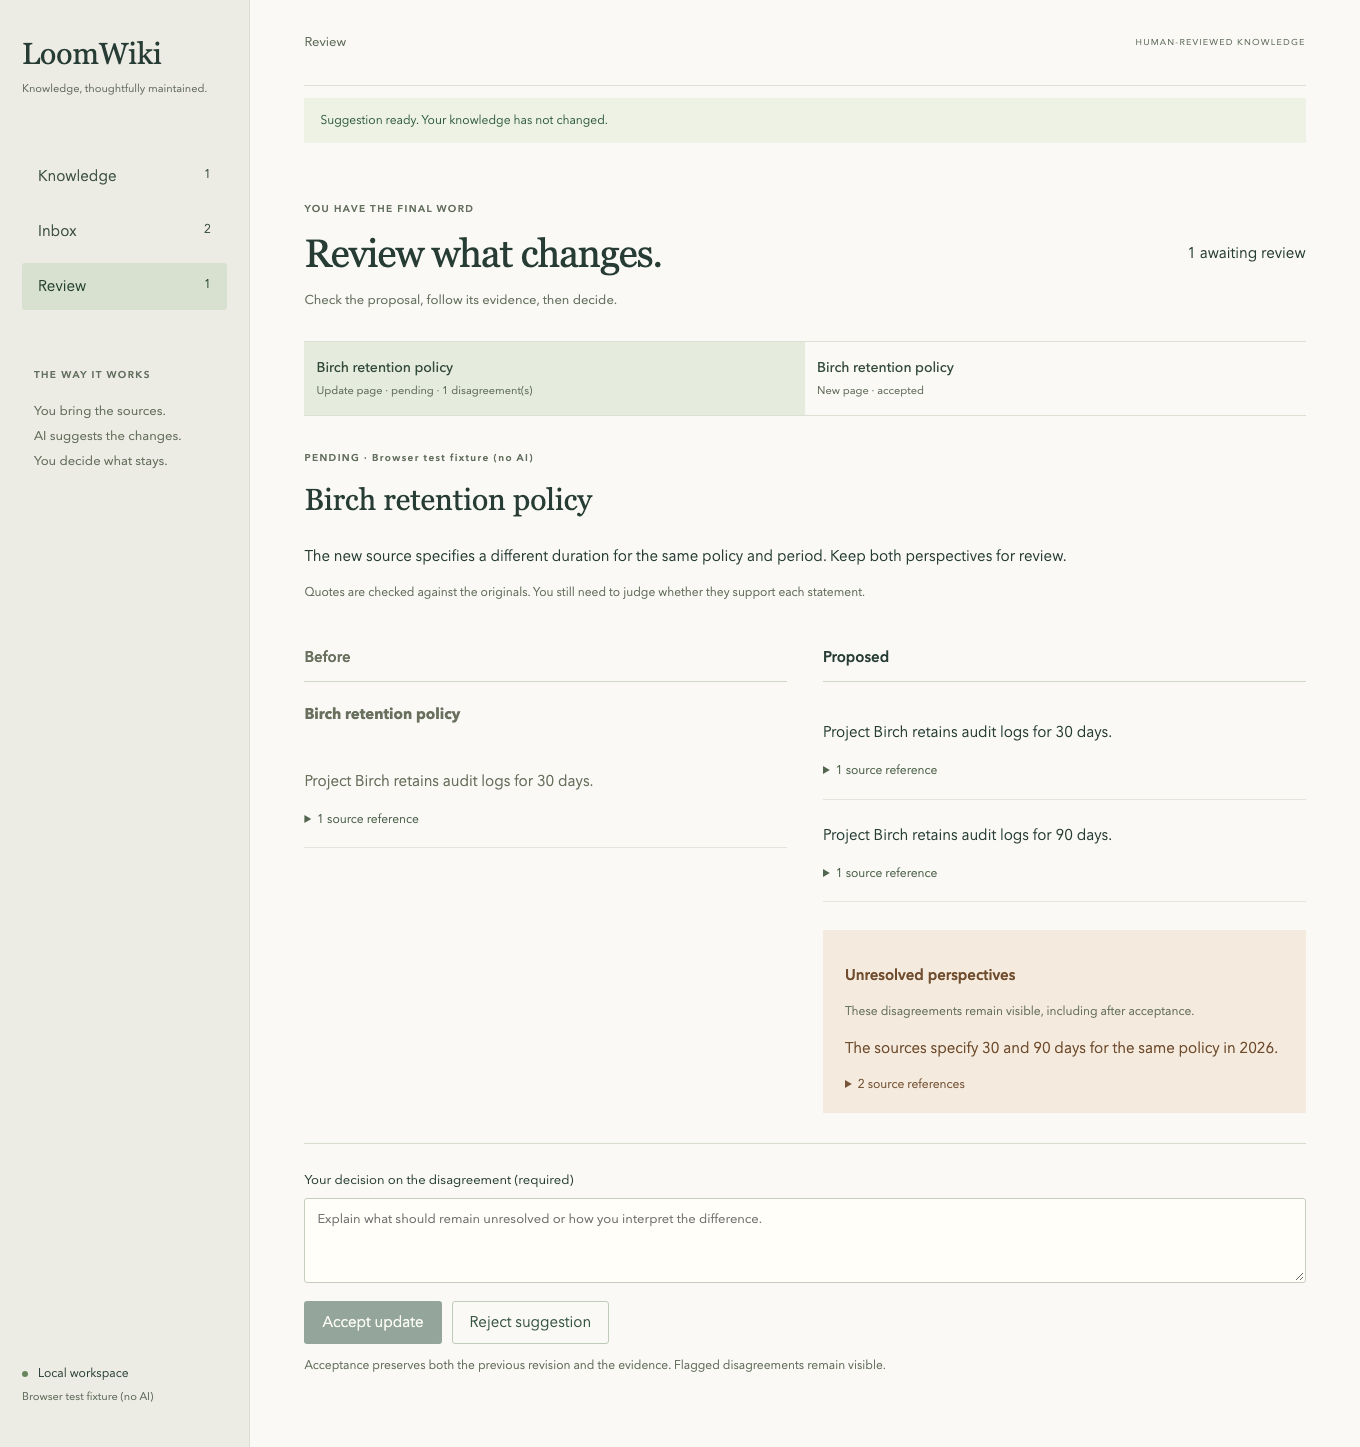 LoomWiki
Knowledge, thoughtfully maintained.
Knowledge 1
Inbox 2
Review 1
THE WAY IT WORKS
You bring the sources.
AI suggests the changes.
You decide what stays.
Local workspace
Browser test fixture (no AI)
Review
HUMAN-REVIEWED KNOWLEDGE
Suggestion ready. Your knowledge has not changed.
YOU HAVE THE FINAL WORD
Review what changes.
1 awaiting review
Check the proposal, follow its evidence, then decide.
Birch retention policy
Update page · pending · 1 disagreement(s)
Birch retention policy
New page · accepted
PENDING · Browser test fixture (no AI)
Birch retention policy
The new source specifies a different duration for the same policy and period. Keep both perspectives for review.
Quotes are checked against the originals. You still need to judge whether they support each statement.
Before
Birch retention policy
Project Birch retains audit logs for 30 days.
1 source reference
Proposed
Project Birch retains audit logs for 30 days.
1 source reference
Project Birch retains audit logs for 90 days.
1 source reference
Unresolved perspectives
These disagreements remain visible, including after acceptance.
The sources specify 30 and 90 days for the same policy in 2026.
2 source references
Your decision on the disagreement (required)
Explain what should remain unresolved or how you interpret the difference.
Accept update
Reject suggestion
Acceptance preserves both the previous revision and the evidence. Flagged disagreements remain visible.